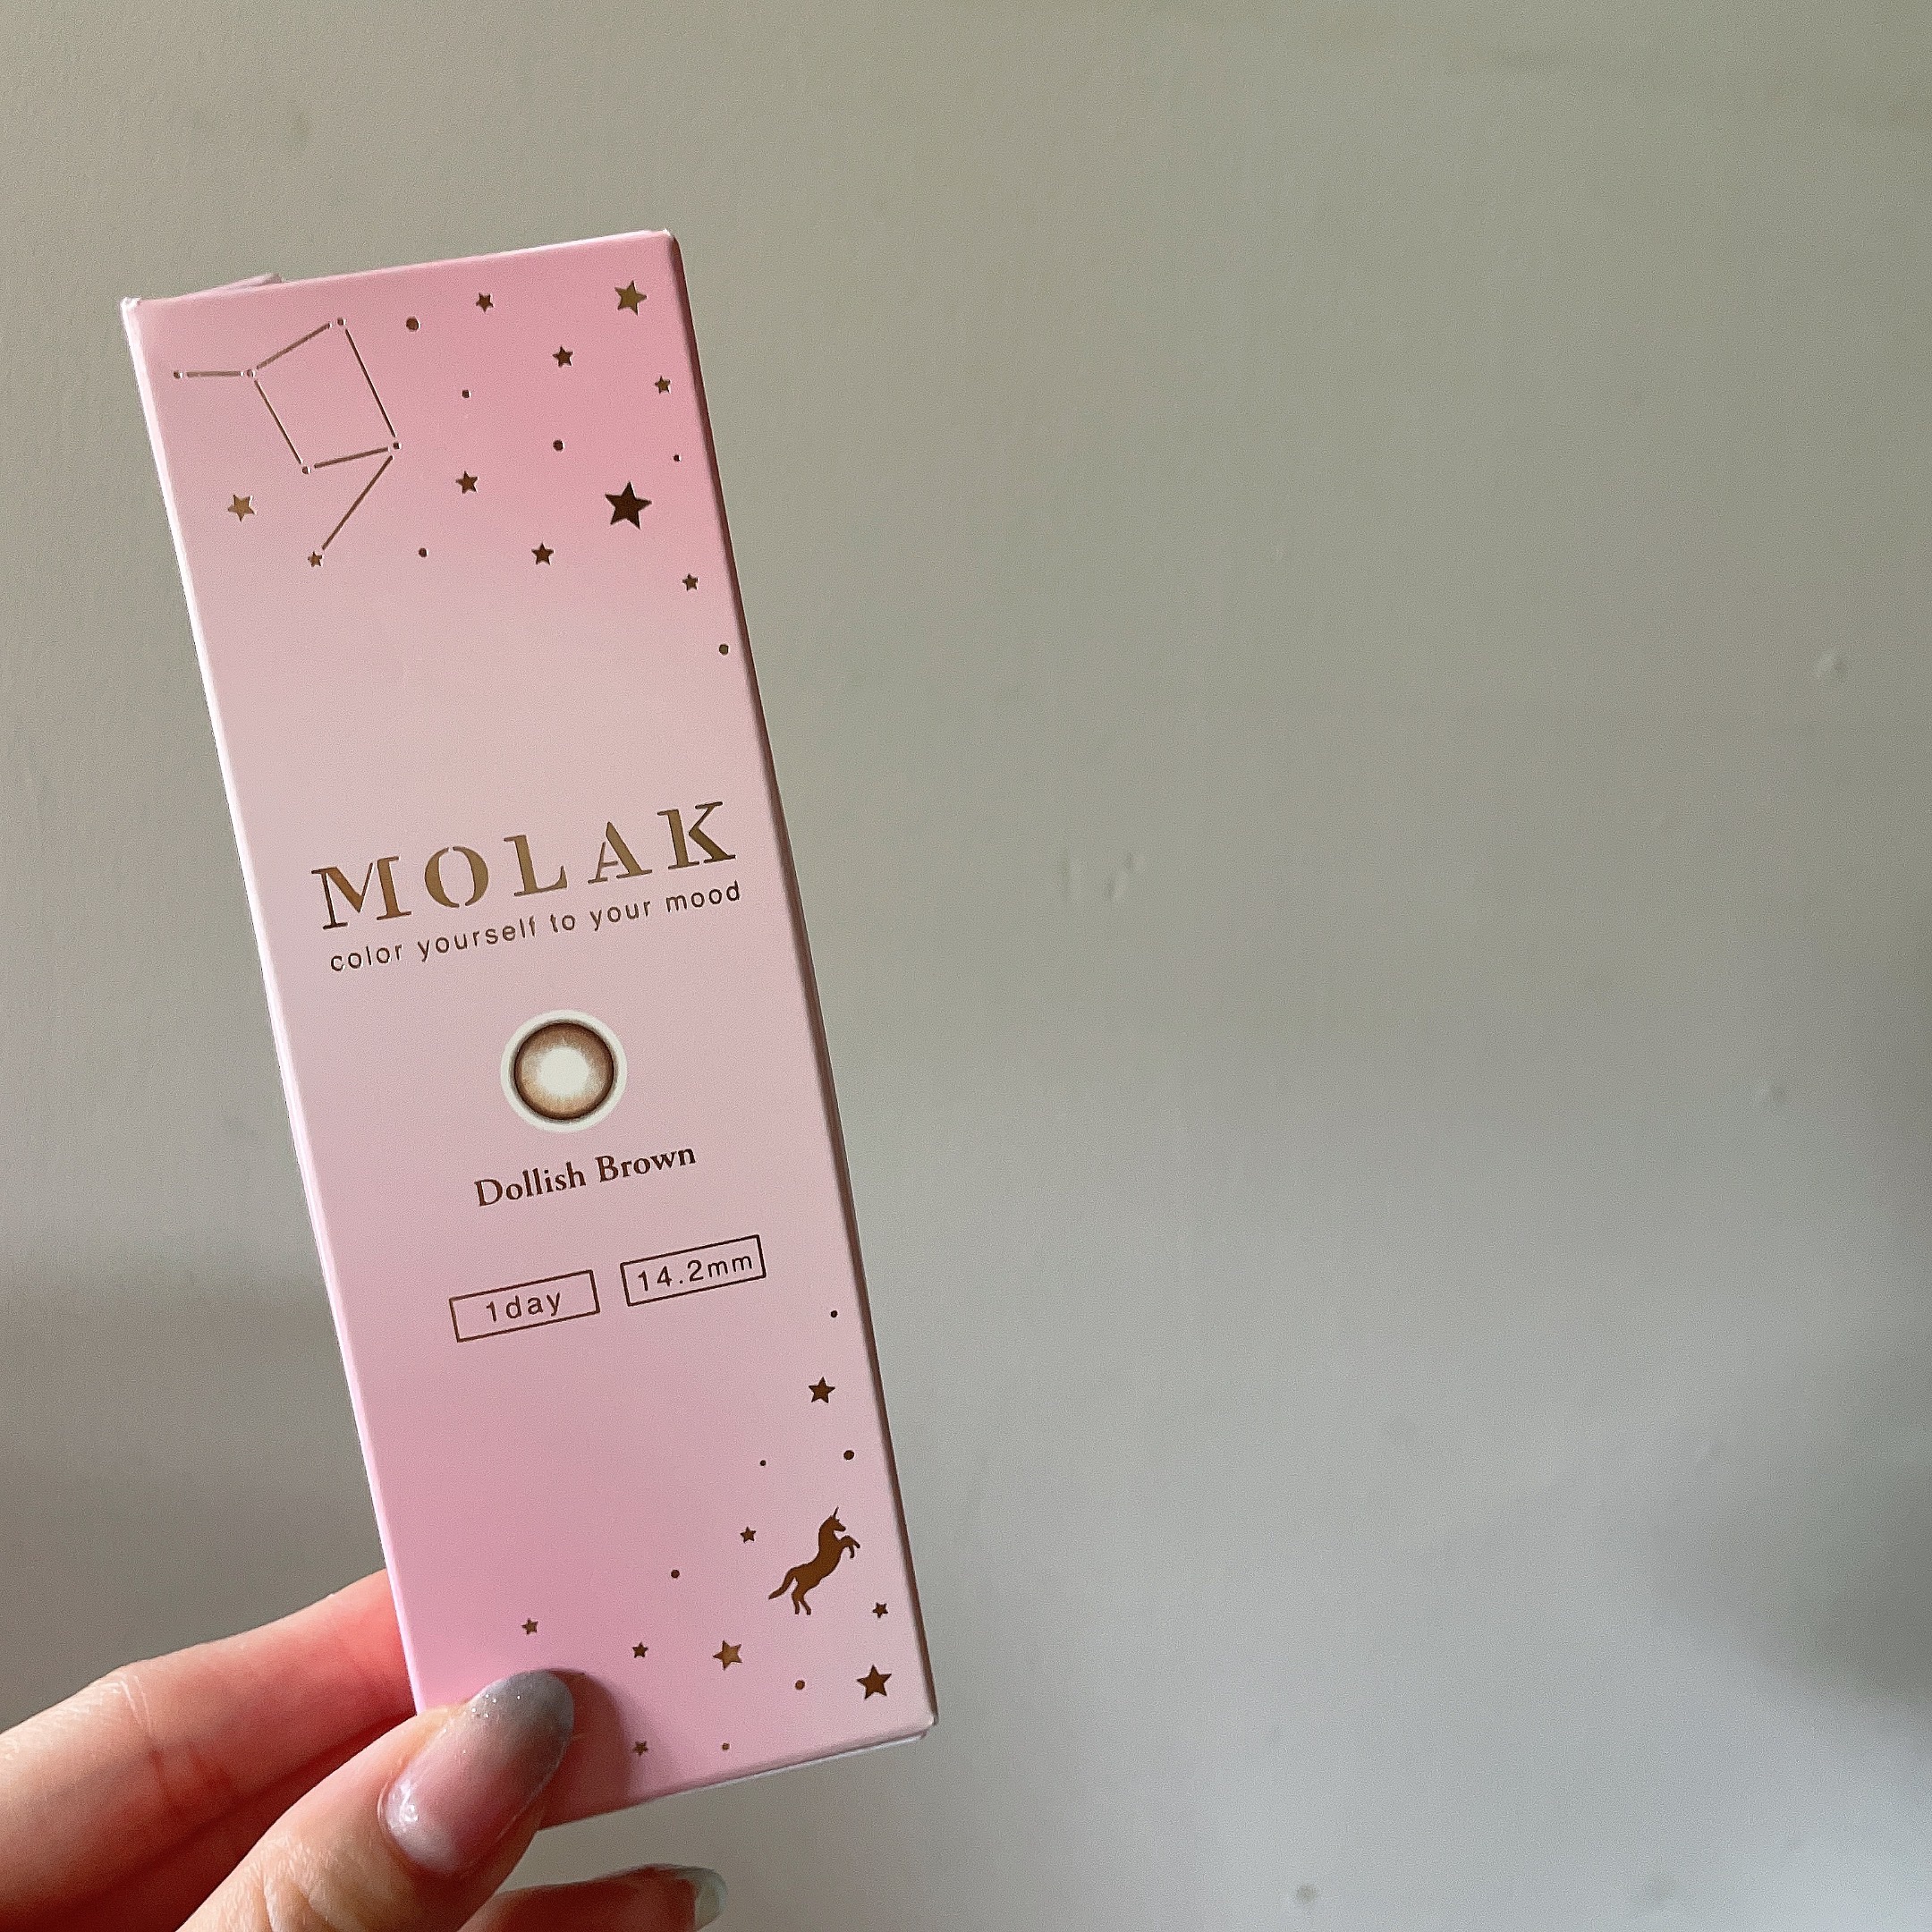 MOLAK
color yourself to your mood
Dollish Brown
1day 14.2mm